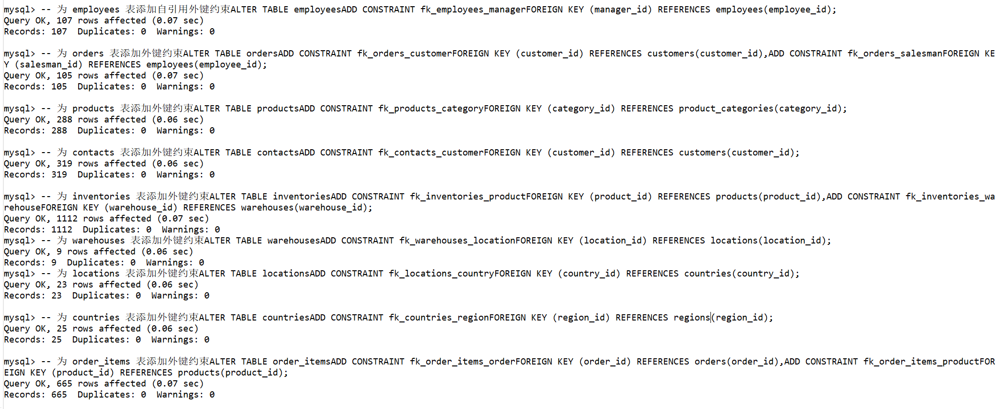 mysql> -- 为 employees 表添加自引用外键约束ALTER TABLE employeesADD CONSTRAINT fk_employees_managerFOREIGN KEY (manager_id) REFERENCES employees(employee_id);
Query OK, 107 rows affected (0.07 sec)
Records: 107  Duplicates: 0  Warnings: 0
mysql> -- 为 orders 表添加外键约束ALTER TABLE ordersADD CONSTRAINT fk_orders_customerFOREIGN KEY (customer_id) REFERENCES customers(customer_id),ADD CONSTRAINT fk_orders_salesmanFOREIGN KE
Y (salesman_id) REFERENCES employees(employee_id);
Query OK, 105 rows affected (0.07 sec)
Records: 105  Duplicates: 0  Warnings: 0
mysql> -- 为 products 表添加外键约束ALTER TABLE productsADD CONSTRAINT fk_products_categoryFOREIGN KEY (category_id) REFERENCES product_categories(category_id);
Query OK, 288 rows affected (0.06 sec)
Records: 288  Duplicates: 0  Warnings: 0
mysql> -- 为 contacts 表添加外键约束ALTER TABLE contactsADD CONSTRAINT fk_contacts_customerFOREIGN KEY (customer_id) REFERENCES customers(customer_id);
Query OK, 319 rows affected (0.06 sec)
Records: 319  Duplicates: 0  Warnings: 0
mysql> -- 为 inventories 表添加外键约束ALTER TABLE inventoriesADD CONSTRAINT fk_inventories_productFOREIGN KEY (product_id) REFERENCES products(product_id),ADD CONSTRAINT fk_inventories_wa
rehouseFOREIGN KEY (warehouse_id) REFERENCES warehouses(warehouse_id);
Query OK, 1112 rows affected (0.07 sec)
Records: 1112  Duplicates: 0  Warnings: 0
mysql> -- 为 warehouses 表添加外键约束ALTER TABLE warehousesADD CONSTRAINT fk_warehouses_locationFOREIGN KEY (location_id) REFERENCES locations(location_id);
Query OK, 9 rows affected (0.06 sec)
Records: 9  Duplicates: 0  Warnings: 0
mysql> -- 为 locations 表添加外键约束ALTER TABLE locationsADD CONSTRAINT fk_locations_countryFOREIGN KEY (country_id) REFERENCES countries(country_id);
Query OK, 23 rows affected (0.06 sec)
Records: 23  Duplicates: 0  Warnings: 0
mysql> -- 为 countries 表添加外键约束ALTER TABLE countriesADD CONSTRAINT fk_countries_regionFOREIGN KEY (region_id) REFERENCES regions(region_id);
Query OK, 25 rows affected (0.06 sec)
Records: 25  Duplicates: 0  Warnings: 0
mysql> -- 为 order_items 表添加外键约束ALTER TABLE order_itemsADD CONSTRAINT fk_order_items_orderFOREIGN KEY (order_id) REFERENCES orders(order_id),ADD CONSTRAINT fk_order_items_productFOR
EIGN KEY (product_id) REFERENCES products(product_id);
Query OK, 665 rows affected (0.07 sec)
Records: 665  Duplicates: 0  Warnings: 0